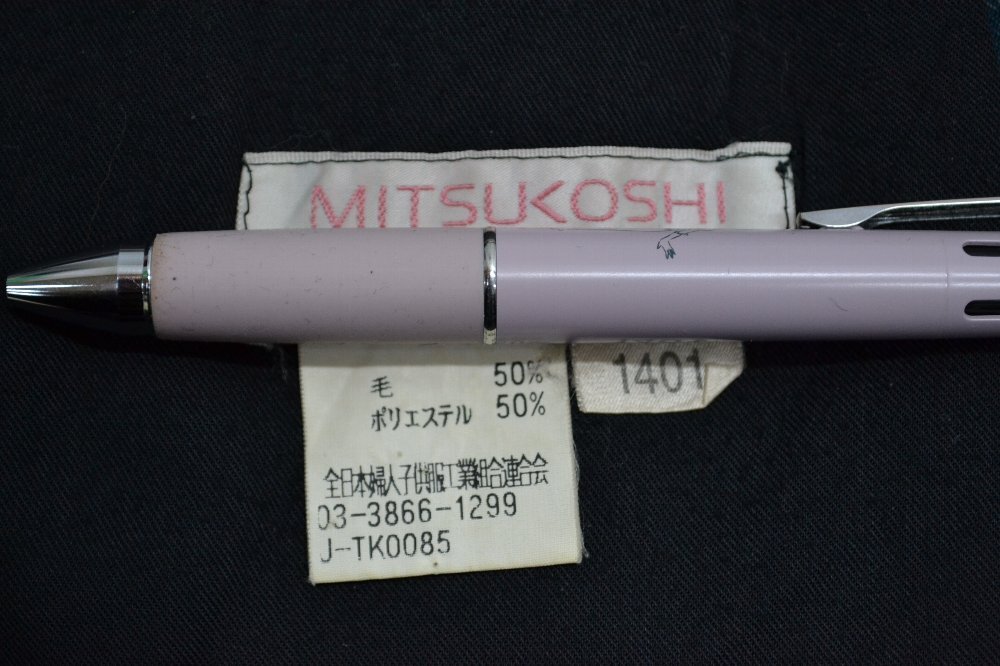 MITSUKOSHI
毛 50%
ポリエステル 50%
1401
全日本婦人子供服工業組合連合会
03-3866-1299
J-TK0085